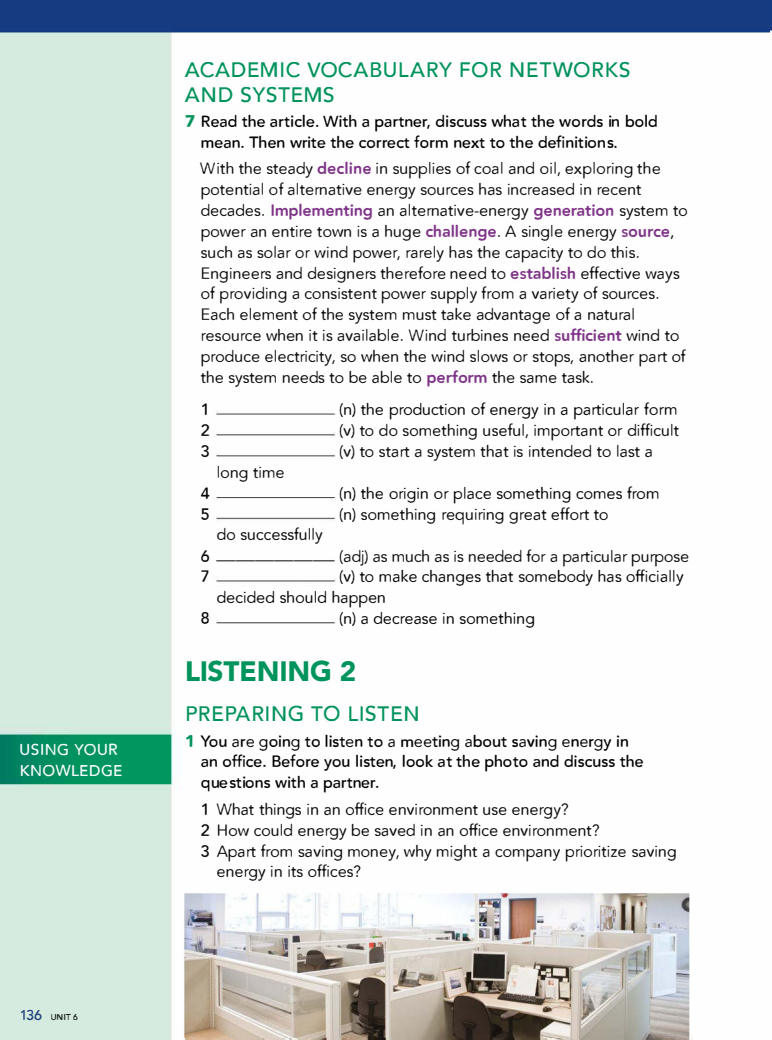 ACADEMIC VOCABULARY FOR NETWORKS
AND SYSTEMS
7 Read the article. With a partner, discuss what the words in bold
mean. Then write the correct form next to the definitions.
With the steady decline in supplies of coal and oil, exploring the
potential of alternative energy sources has increased in recent
decades. Implementing an alternative-energy generation system to
power an entire town is a huge challenge. A single energy source,
such as solar or wind power, rarely has the capacity to do this.
Engineers and designers therefore need to establish effective ways
of providing a consistent power supply from a variety of sources.
Each element of the system must take advantage of a natural
resource when it is available. Wind turbines need sufficient wind to
produce electricity, so when the wind slows or stops, another part of
the system needs to be able to perform the same task.
1 ______________ (n) the production of energy in a particular form
2 ______________ (v) to do something useful, important or difficult
3 ______________ (v) to start a system that is intended to last a
long time
4 ______________ (n) the origin or place something comes from
5 ______________ (n) something requiring great effort to
do successfully
6 ______________ (adj) as much as is needed for a particular purpose
7 ______________ (v) to make changes that somebody has officially
decided should happen
8 ______________ (n) a decrease in something
LISTENING 2
PREPARING TO LISTEN
USING YOUR
KNOWLEDGE
1 You are going to listen to a meeting about saving energy in
an office. Before you listen, look at the photo and discuss the
questions with a partner.
1 What things in an office environment use energy?
2 How could energy be saved in an office environment?
3 Apart from saving money, why might a company prioritize saving
energy in its offices?
136 UNIT 6